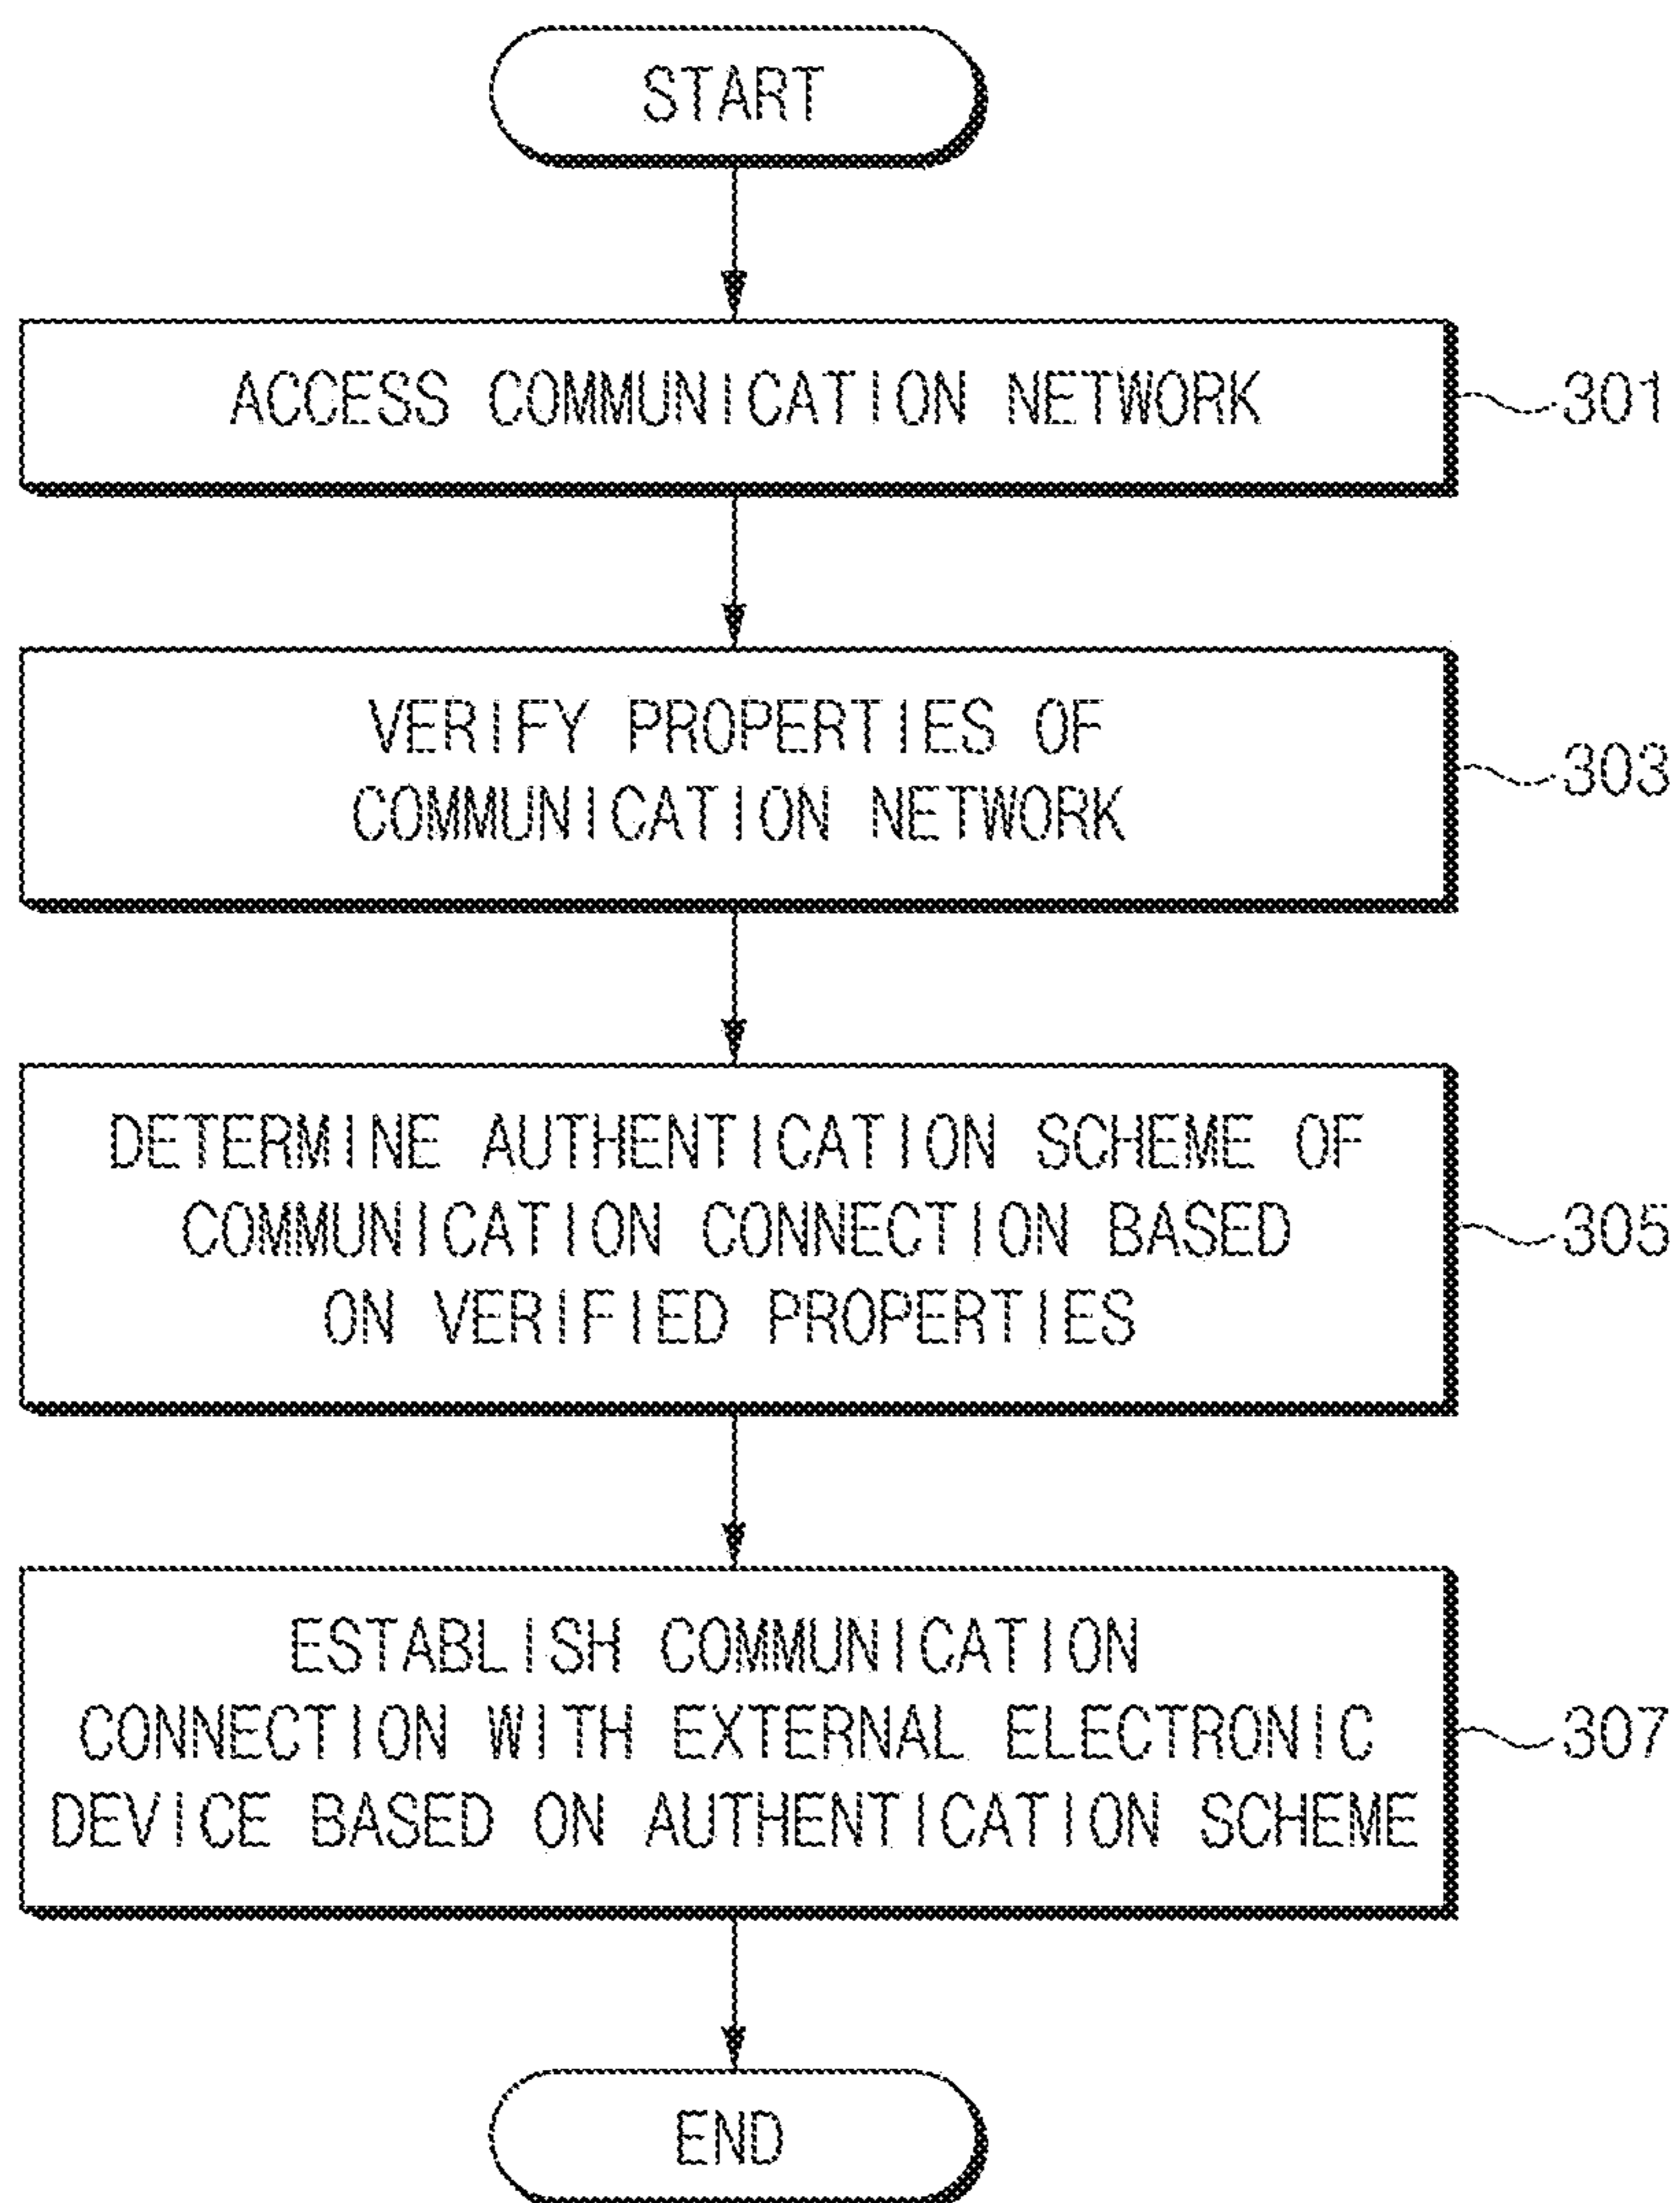 START
ACCESS COMMUNICATION NETWORK
301
VERIFY PROPERTIES OF
COMMUNICATION NETWORK
303
DETERMINE AUTHENTICATION SCHEME OF
COMMUNICATION CONNECTION BASED
ON VERIFIED PROPERTIES
305
ESTABLISH COMMUNICATION
CONNECTION WITH EXTERNAL ELECTRONIC
DEVICE BASED ON AUTHENTICATION SCHEME
307
END